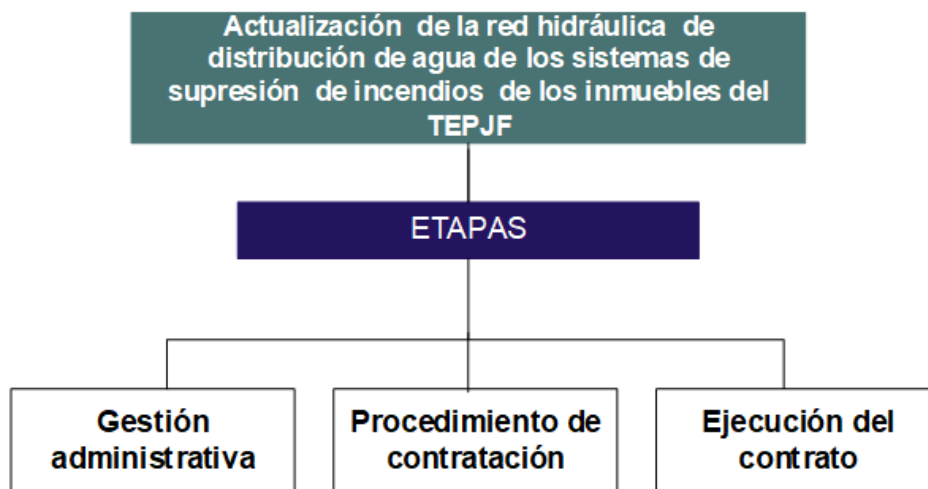 Actualización de la red hidráulica de
distribución de agua de los sistemas de
supresión de incendios de los inmuebles del
TEPJF
ETAPAS
Gestión
administrativa
Procedimiento de
contratación
Ejecución del
contrato